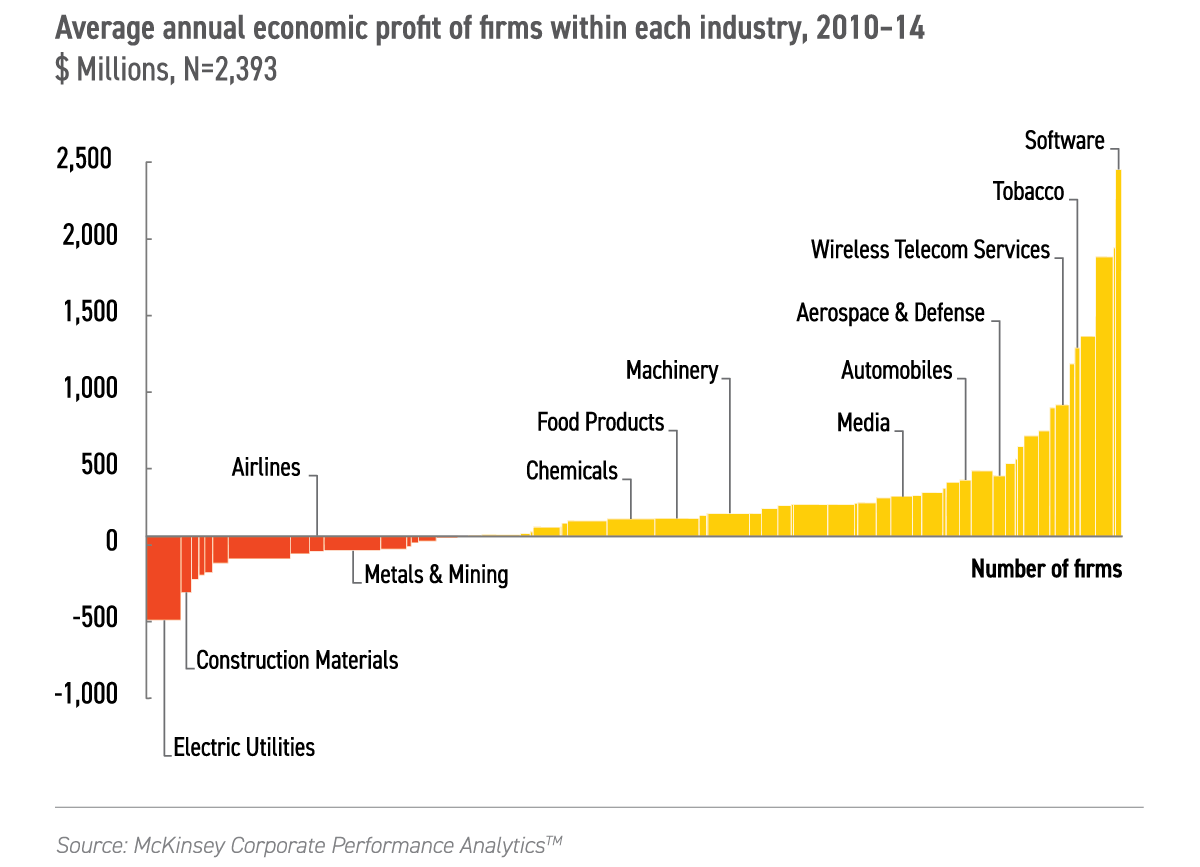 Average annual economic profit of firms within each industry, 2010–14
$ Millions, N=2,393
2,500
2,000
1,500
1,000
500
0
-500
-1,000
Software
Tobacco
Wireless Telecom Services
Aerospace & Defense
Automobiles
Media
Machinery
Food Products
Chemicals
Airlines
Metals & Mining
Construction Materials
Electric Utilities
Number of firms
Source: McKinsey Corporate Performance Analytics™